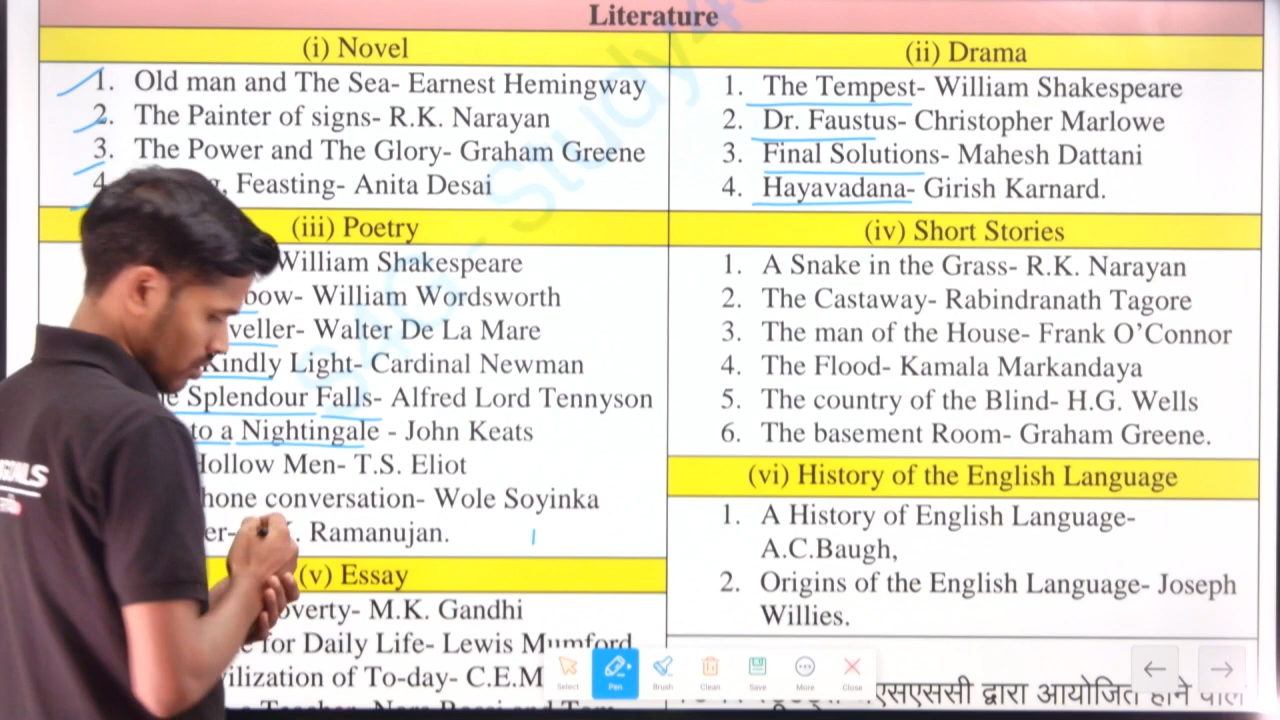 Literature
(i) Novel
1. Old man and The Sea- Earnest Hemingway
2. The Painter of signs- R.K. Narayan
3. The Power and The Glory- Graham Greene
4. Feasting- Anita Desai
(ii) Drama
1. The Tempest- William Shakespeare
2. Dr. Faustus- Christopher Marlowe
3. Final Solutions- Mahesh Dattani
4. Hayavadana- Girish Karnard.
(iii) Poetry
William Shakespeare
bow- William Wordsworth
veller- Walter De La Mare
Kindly Light- Cardinal Newman
Splendour Falls- Alfred Lord Tennyson
to a Nightingale - John Keats
Hollow Men- T.S. Eliot
hone conversation- Wole Soyinka
er- K. Ramanujan.
(iv) Short Stories
1. A Snake in the Grass- R.K. Narayan
2. The Castaway- Rabindranath Tagore
3. The man of the House- Frank O’Connor
4. The Flood- Kamala Markandaya
5. The country of the Blind- H.G. Wells
6. The basement Room- Graham Greene.
(v) Essay
overty- M.K. Gandhi
for Daily Life- Lewis Mumford
ilization of To-day- C.E.M
(vi) History of the English Language
1. A History of English Language-
A.C.Baugh,
2. Origins of the English Language- Joseph
Willies.
एसएससी द्वारा आयोजित होने वाले
Select Pen Brush Clean Save More Close